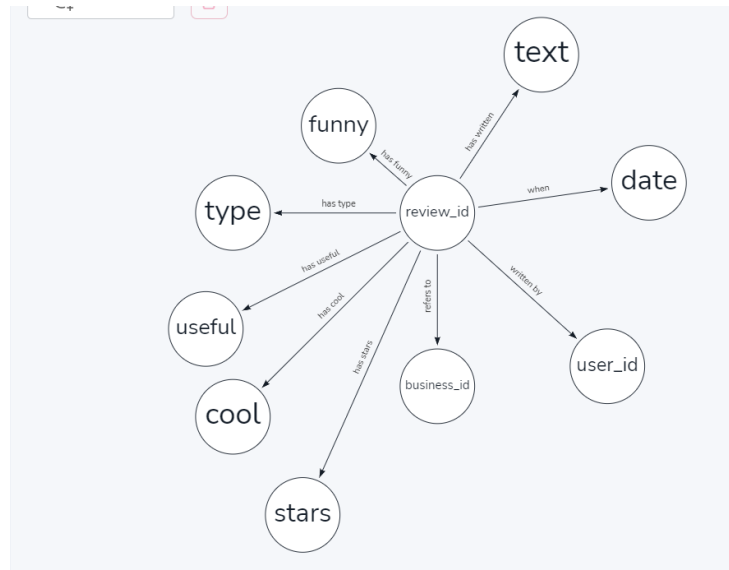 text
has written
funny
has funny
when
date
type
has type
review_id
has useful
written by
has cool
refers to
useful
has stars
user_id
business_id
cool
stars